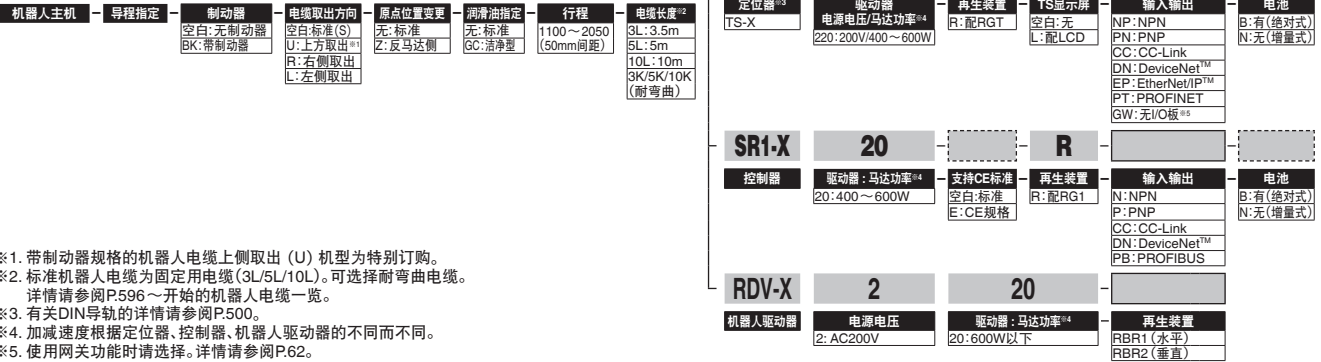 机器人主机 － 导程指定 － 制动器 － 电缆取出方向 － 原点位置变更 － 润滑油指定 － 行程 － 电缆长度※2
空白：无制动器
BK：带制动器
空白:标准(S)
U：上方取出※1
R：右侧取出
L：左侧取出
无：标准
Z：反马达侧
无：标准
GC：洁净型
1100～2050
（50mm间距）
3L：3.5m
5L：5m
10L：10m
3K/5K/10K
（耐弯曲）
定位器※3
TS-X
驱动器
电源电压/马达功率※4
220：200V/400～600W
再生装置
R：配RGT
TS显示屏
空白：无
L：配LCD
输入输出
NP：NPN
PN：PNP
CC：CC-Link
DN：DeviceNet™
EP：EtherNet/IP™
PT：PROFINET
GW：无I/O板※5
电池
B：有（绝对式）
N：无（增量式）
SR1-X 20 － － R － －
控制器 驱动器：马达功率※4 － 支持CE标准 － 再生装置 － 输入输出 － 电池
20：400～600W
空白:标准
E：CE规格
R：配RG1
N：NPN
P：PNP
CC：CC-Link
DN：DeviceNet™
PB：PROFIBUS
B：有（绝对式）
N：无（增量式）
RDV-X 2 20 －
机器人驱动器 电源电压 驱动器：马达功率※4 － 再生装置
2: AC200V
20：600W以下
RBR1（水平）
RBR2（垂直）
※1. 带制动器规格的机器人电缆上侧取出（U）机型为特别订购。
※2. 标准机器人电缆为固定用电缆（3L/5L/10L）。可选择耐弯曲电缆。
详情请参阅P.596～开始的机器人电缆一览。
※3. 有关DIN导轨的详情请参阅P.500。
※4. 加减速度根据定位器、控制器、机器人驱动器的不同而不同。
※5. 使用网关功能时请选择。详情请参阅P.62。